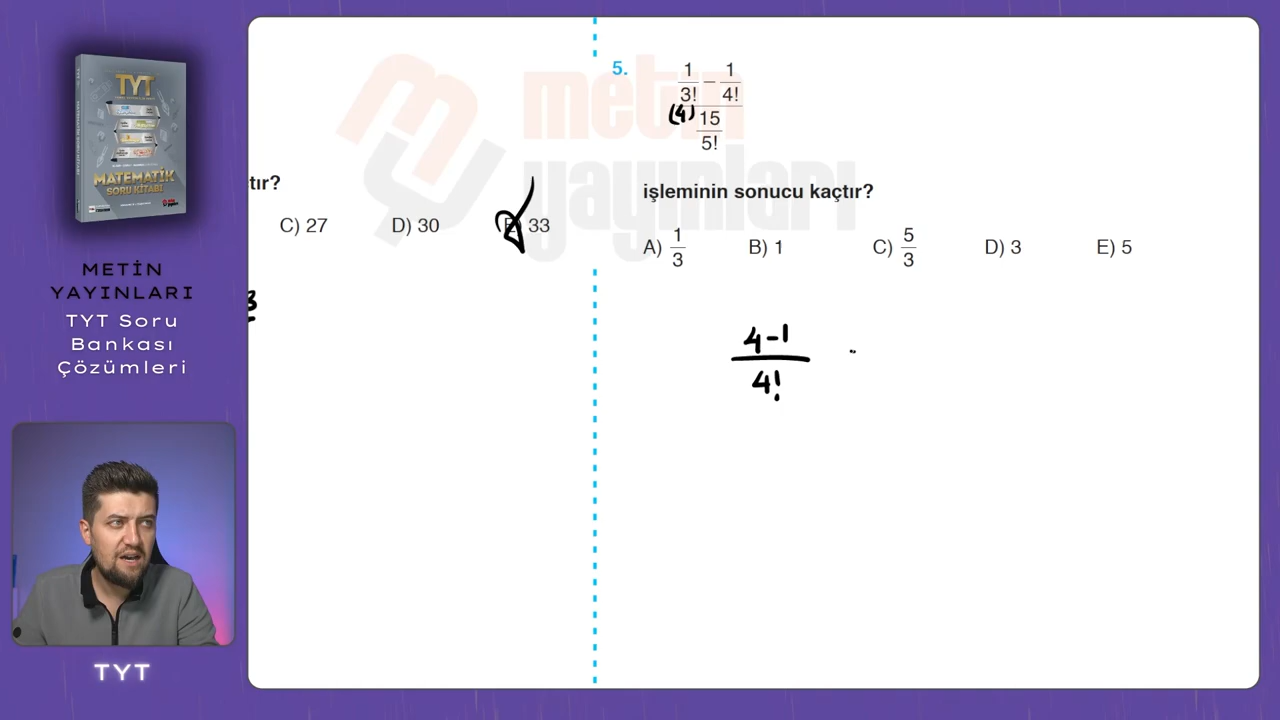 TYT
MATEMATİK
SORU KİTABI
METİN
YAYINLARI
TYT Soru
Bankası
Çözümleri
TYT
metin
yayınları
tır?
C) 27 D) 30 E) 33
3
5.
1/3! − 1/4!
(4) 15/5!
işleminin sonucu kaçtır?
A) 1/3 B) 1 C) 5/3 D) 3 E) 5
4-1
4!